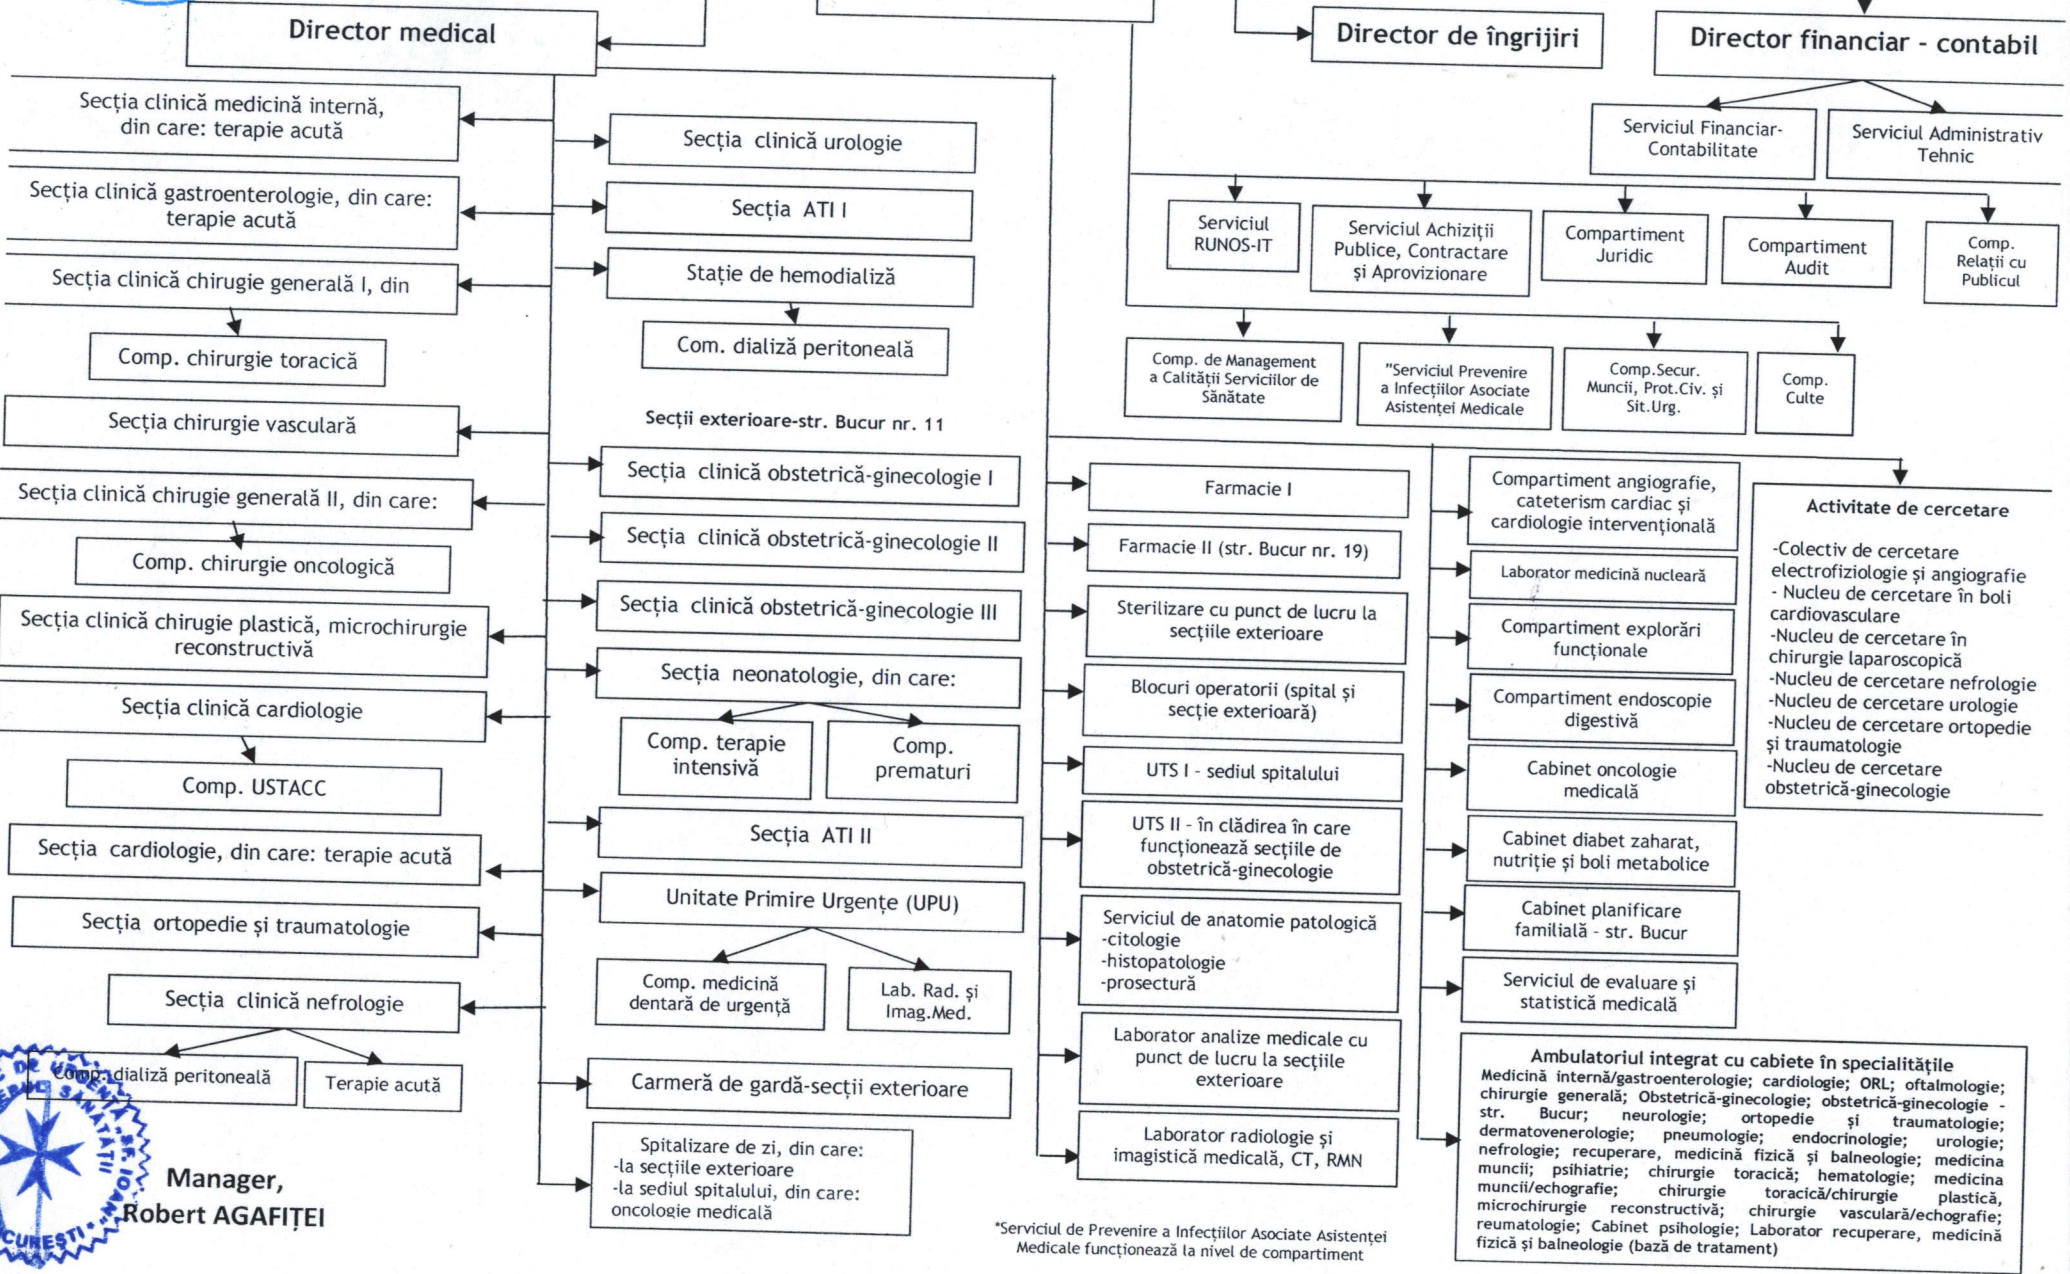 Director medical
Director de îngrijiri
Director financiar - contabil
Serviciul Financiar-
Contabilitate
Serviciul Administrativ
Tehnic
Secția clinică medicină internă,
din care: terapie acută
Secția clinică gastroenterologie, din care:
terapie acută
Secția clinică chirugie generală I, din
Comp. chirurgie toracică
Secția chirurgie vasculară
Secția clinică chirugie generală II, din care:
Comp. chirurgie oncologică
Secția clinică chirugie plastică, microchirurgie
reconstructivă
Secția clinică cardiologie
Comp. USTACC
Secția cardiologie, din care: terapie acută
Secția ortopedie și traumatologie
Secția clinică nefrologie
Comp. dializă peritoneală
Terapie acută
Secția clinică urologie
Secția ATI I
Stație de hemodializă
Com. dializă peritoneală
Secții exterioare-str. Bucur nr. 11
Secția clinică obstetrică-ginecologie I
Secția clinică obstetrică-ginecologie II
Secția clinică obstetrică-ginecologie III
Secția neonatologie, din care:
Comp. terapie
intensivă
Comp.
prematuri
Secția ATI II
Unitate Primire Urgențe (UPU)
Comp. medicină
dentară de urgență
Lab. Rad. și
Imag.Med.
Carmeră de gardă-secții exterioare
Spitalizare de zi, din care:
-la secțiile exterioare
-la sediul spitalului, din care:
oncologie medicală
Serviciul
RUNOS-IT
Serviciul Achiziții
Publice, Contractare
și Aprovizionare
Compartiment
Juridic
Compartiment
Audit
Comp.
Relații cu
Publicul
Comp. de Management
a Calității Serviciilor de
Sănătate
"Serviciul Prevenire
a Infecțiilor Asociate
Asistenței Medicale
Comp.Secur.
Muncii, Prot.Civ. și
Sit.Urg.
Comp.
Culte
Farmacie I
Farmacie II (str. Bucur nr. 19)
Sterilizare cu punct de lucru la
secțiile exterioare
Blocuri operatorii (spital și
secție exterioară)
UTS I - sediul spitalului
UTS II - în clădirea în care
funcționează secțiile de
obstetrică-ginecologie
Serviciul de anatomie patologică
-citologie
-histopatologie
-prosectură
Laborator analize medicale cu
punct de lucru la secțiile
exterioare
Laborator radiologie și
imagistică medicală, CT, RMN
Compartiment angiografie,
cateterism cardiac și
cardiologie intervențională
Laborator medicină nucleară
Compartiment explorări
funcționale
Compartiment endoscopie
digestivă
Cabinet oncologie
medicală
Cabinet diabet zaharat,
nutriție și boli metabolice
Cabinet planificare
familială - str. Bucur
Serviciul de evaluare și
statistică medicală
Activitate de cercetare
-Colectiv de cercetare
electrofiziologie și angiografie
- Nucleu de cercetare în boli
cardiovasculare
-Nucleu de cercetare în
chirurgie laparoscopică
-Nucleu de cercetare nefrologie
-Nucleu de cercetare urologie
-Nucleu de cercetare ortopedie
și traumatologie
-Nucleu de cercetare
obstetrică-ginecologie
Ambulatoriul integrat cu cabiete în specialitățile
Medicină internă/gastroenterologie; cardiologie; ORL; oftalmologie;
chirurgie generală; Obstetrică-ginecologie; obstetrică-ginecologie -
str. Bucur; neurologie; ortopedie și traumatologie;
dermatovenerologie; pneumologie; endocrinologie; urologie;
nefrologie; recuperare, medicină fizică și balneologie; medicina
muncii; psihiatrie; chirurgie toracică; hematologie; medicina
muncii/echografie; chirurgie toracică/chirurgie plastică,
microchirurgie reconstructivă; chirurgie vasculară/echografie;
reumatologie; Cabinet psihologie; Laborator recuperare, medicină
fizică și balneologie (bază de tratament)
Manager,
Robert AGAFIȚEI
*Serviciul de Prevenire a Infecțiilor Asociate Asistenței
Medicale funcționează la nivel de compartiment
DE URGENȚĂ "SF. IOAN"
SĂNĂTĂȚII